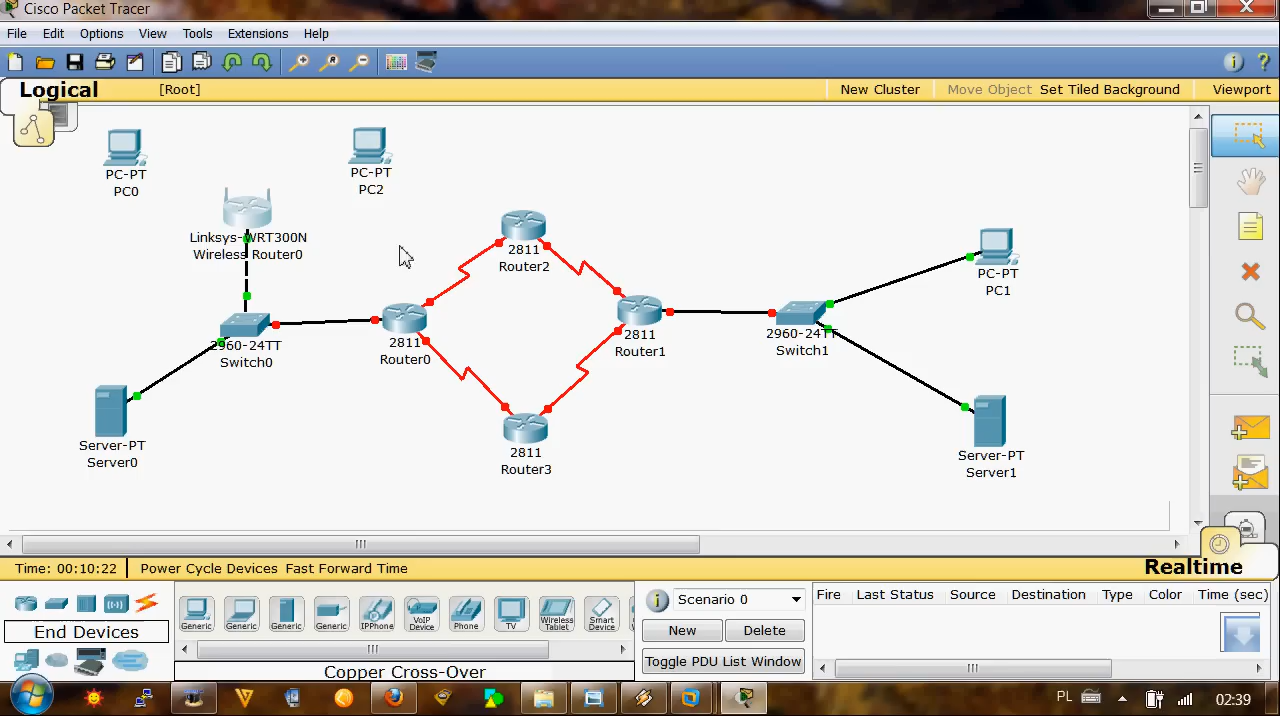 Cisco Packet Tracer
File Edit Options View Tools Extensions Help
Logical [Root] New Cluster Move Object Set Tiled Background Viewport
PC-PT
PC0
PC-PT
PC2
Linksys-WRT300N
Wireless Router0
2811
Router2
PC-PT
PC1
2960-24TT
Switch0
2811
Router0
2811
Router1
2960-24TT
Switch1
Server-PT
Server0
2811
Router3
Server-PT
Server1
Time: 00:10:22 Power Cycle Devices Fast Forward Time Realtime
End Devices
Generic Generic Generic Generic IPPhone VoIP Device Phone TV Wireless Tablet Smart Device
Copper Cross-Over
Scenario 0
New Delete
Toggle PDU List Window
Fire Last Status Source Destination Type Color Time (sec)
PL 02:39